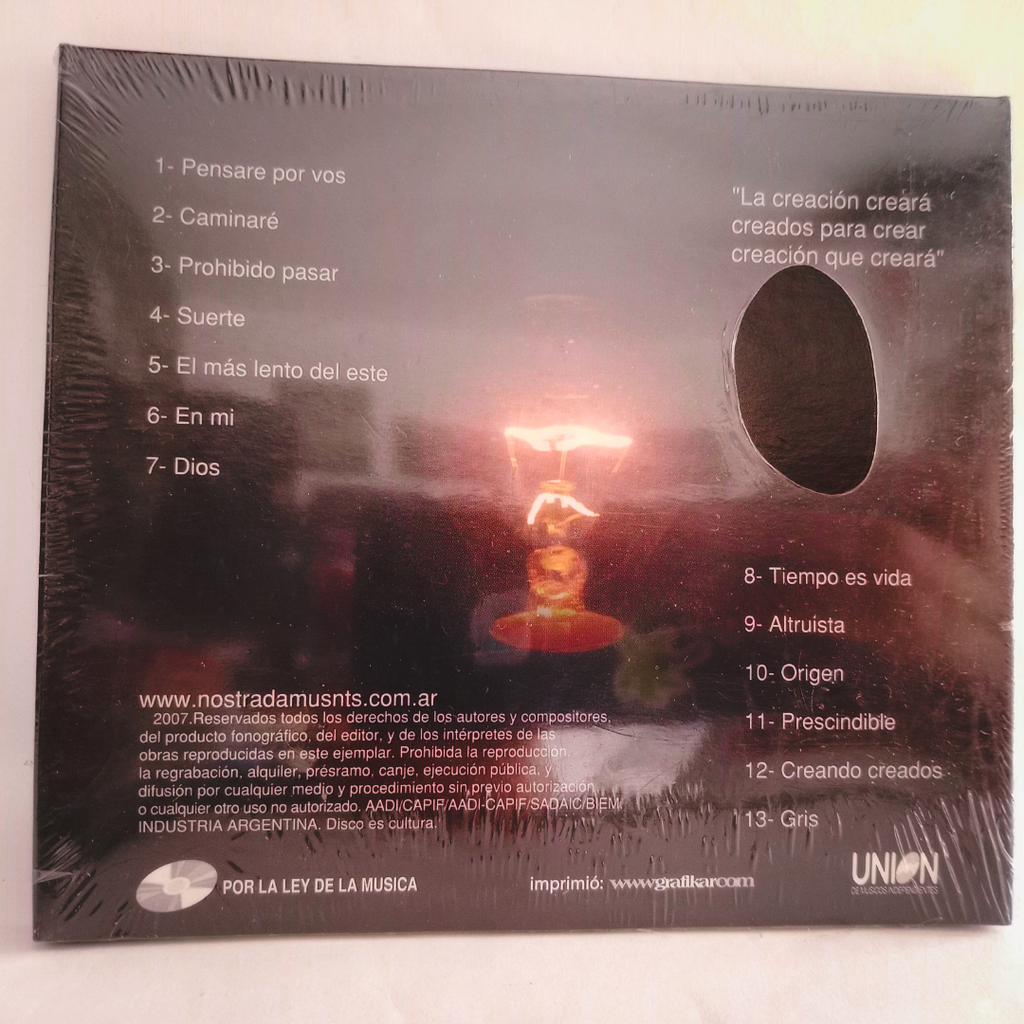 1- Pensare por vos
2- Caminaré
3- Prohibido pasar
4- Suerte
5- El más lento del este
6- En mi
7- Dios
"La creación creará
creados para crear
creación que creará"
8- Tiempo es vida
9- Altruista
10- Origen
11- Prescindible
12- Creando creados
13- Gris
www.nostradamusnts.com.ar
2007.Reservados todos los derechos de los autores y compositores,
del producto fonográfico, del editor, y de los intérpretes de las
obras reproducidas en este ejemplar. Prohibida la reproducción,
la regrabación, alquiler, présramo, canje, ejecución pública, y
difusión por cualquier medio y procedimiento sin previo autorización
o cualquier otro uso no autorizado. AADI/CAPIF/AADI-CAPIF/SADAIC/BIEM.
INDUSTRIA ARGENTINA. Disco es cultura.
POR LA LEY DE LA MUSICA
imprimió: www.grafikar.com
UNION
DE MUSICOS INDEPENDIENTES